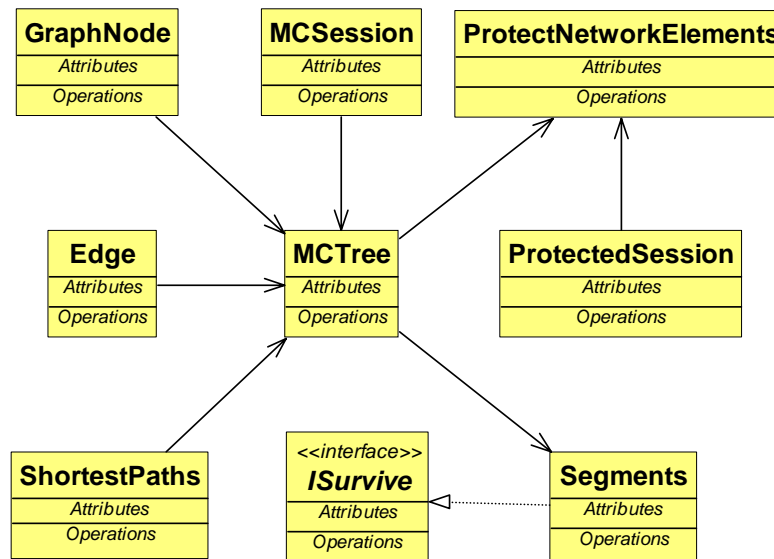 GraphNode
Attributes
Operations
MCSession
Attributes
Operations
ProtectNetworkElements
Attributes
Operations
Edge
Attributes
Operations
MCTree
Attributes
Operations
ProtectedSession
Attributes
Operations
ShortestPaths
Attributes
Operations
<<interface>>
ISurvive
Attributes
Operations
Segments
Attributes
Operations